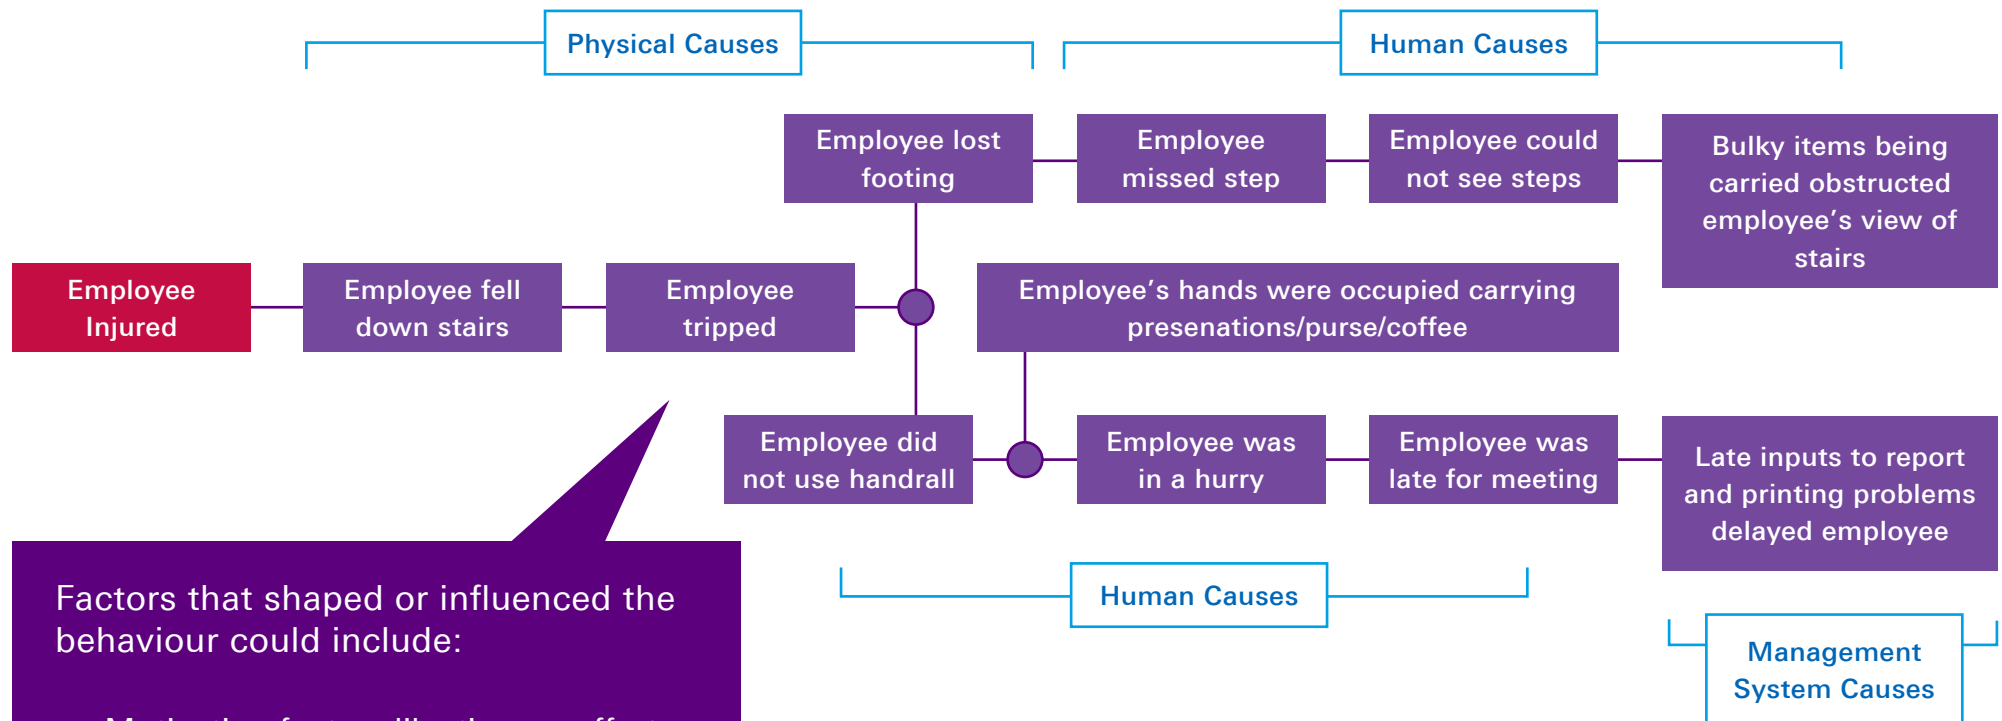 Physical Causes
Human Causes
Employee lost
footing
Employee
missed step
Employee could
not see steps
Bulky items being
carried obstructed
employee's view of
stairs
Employee
Injured
Employee fell
down stairs
Employee
tripped
Employee's hands were occupied carrying
presenations/purse/coffee
Employee did
not use handrall
Employee was
in a hurry
Employee was
late for meeting
Late inputs to report
and printing problems
delayed employee
Factors that shaped or influenced the
behaviour could include:
Human Causes
Management
System Causes